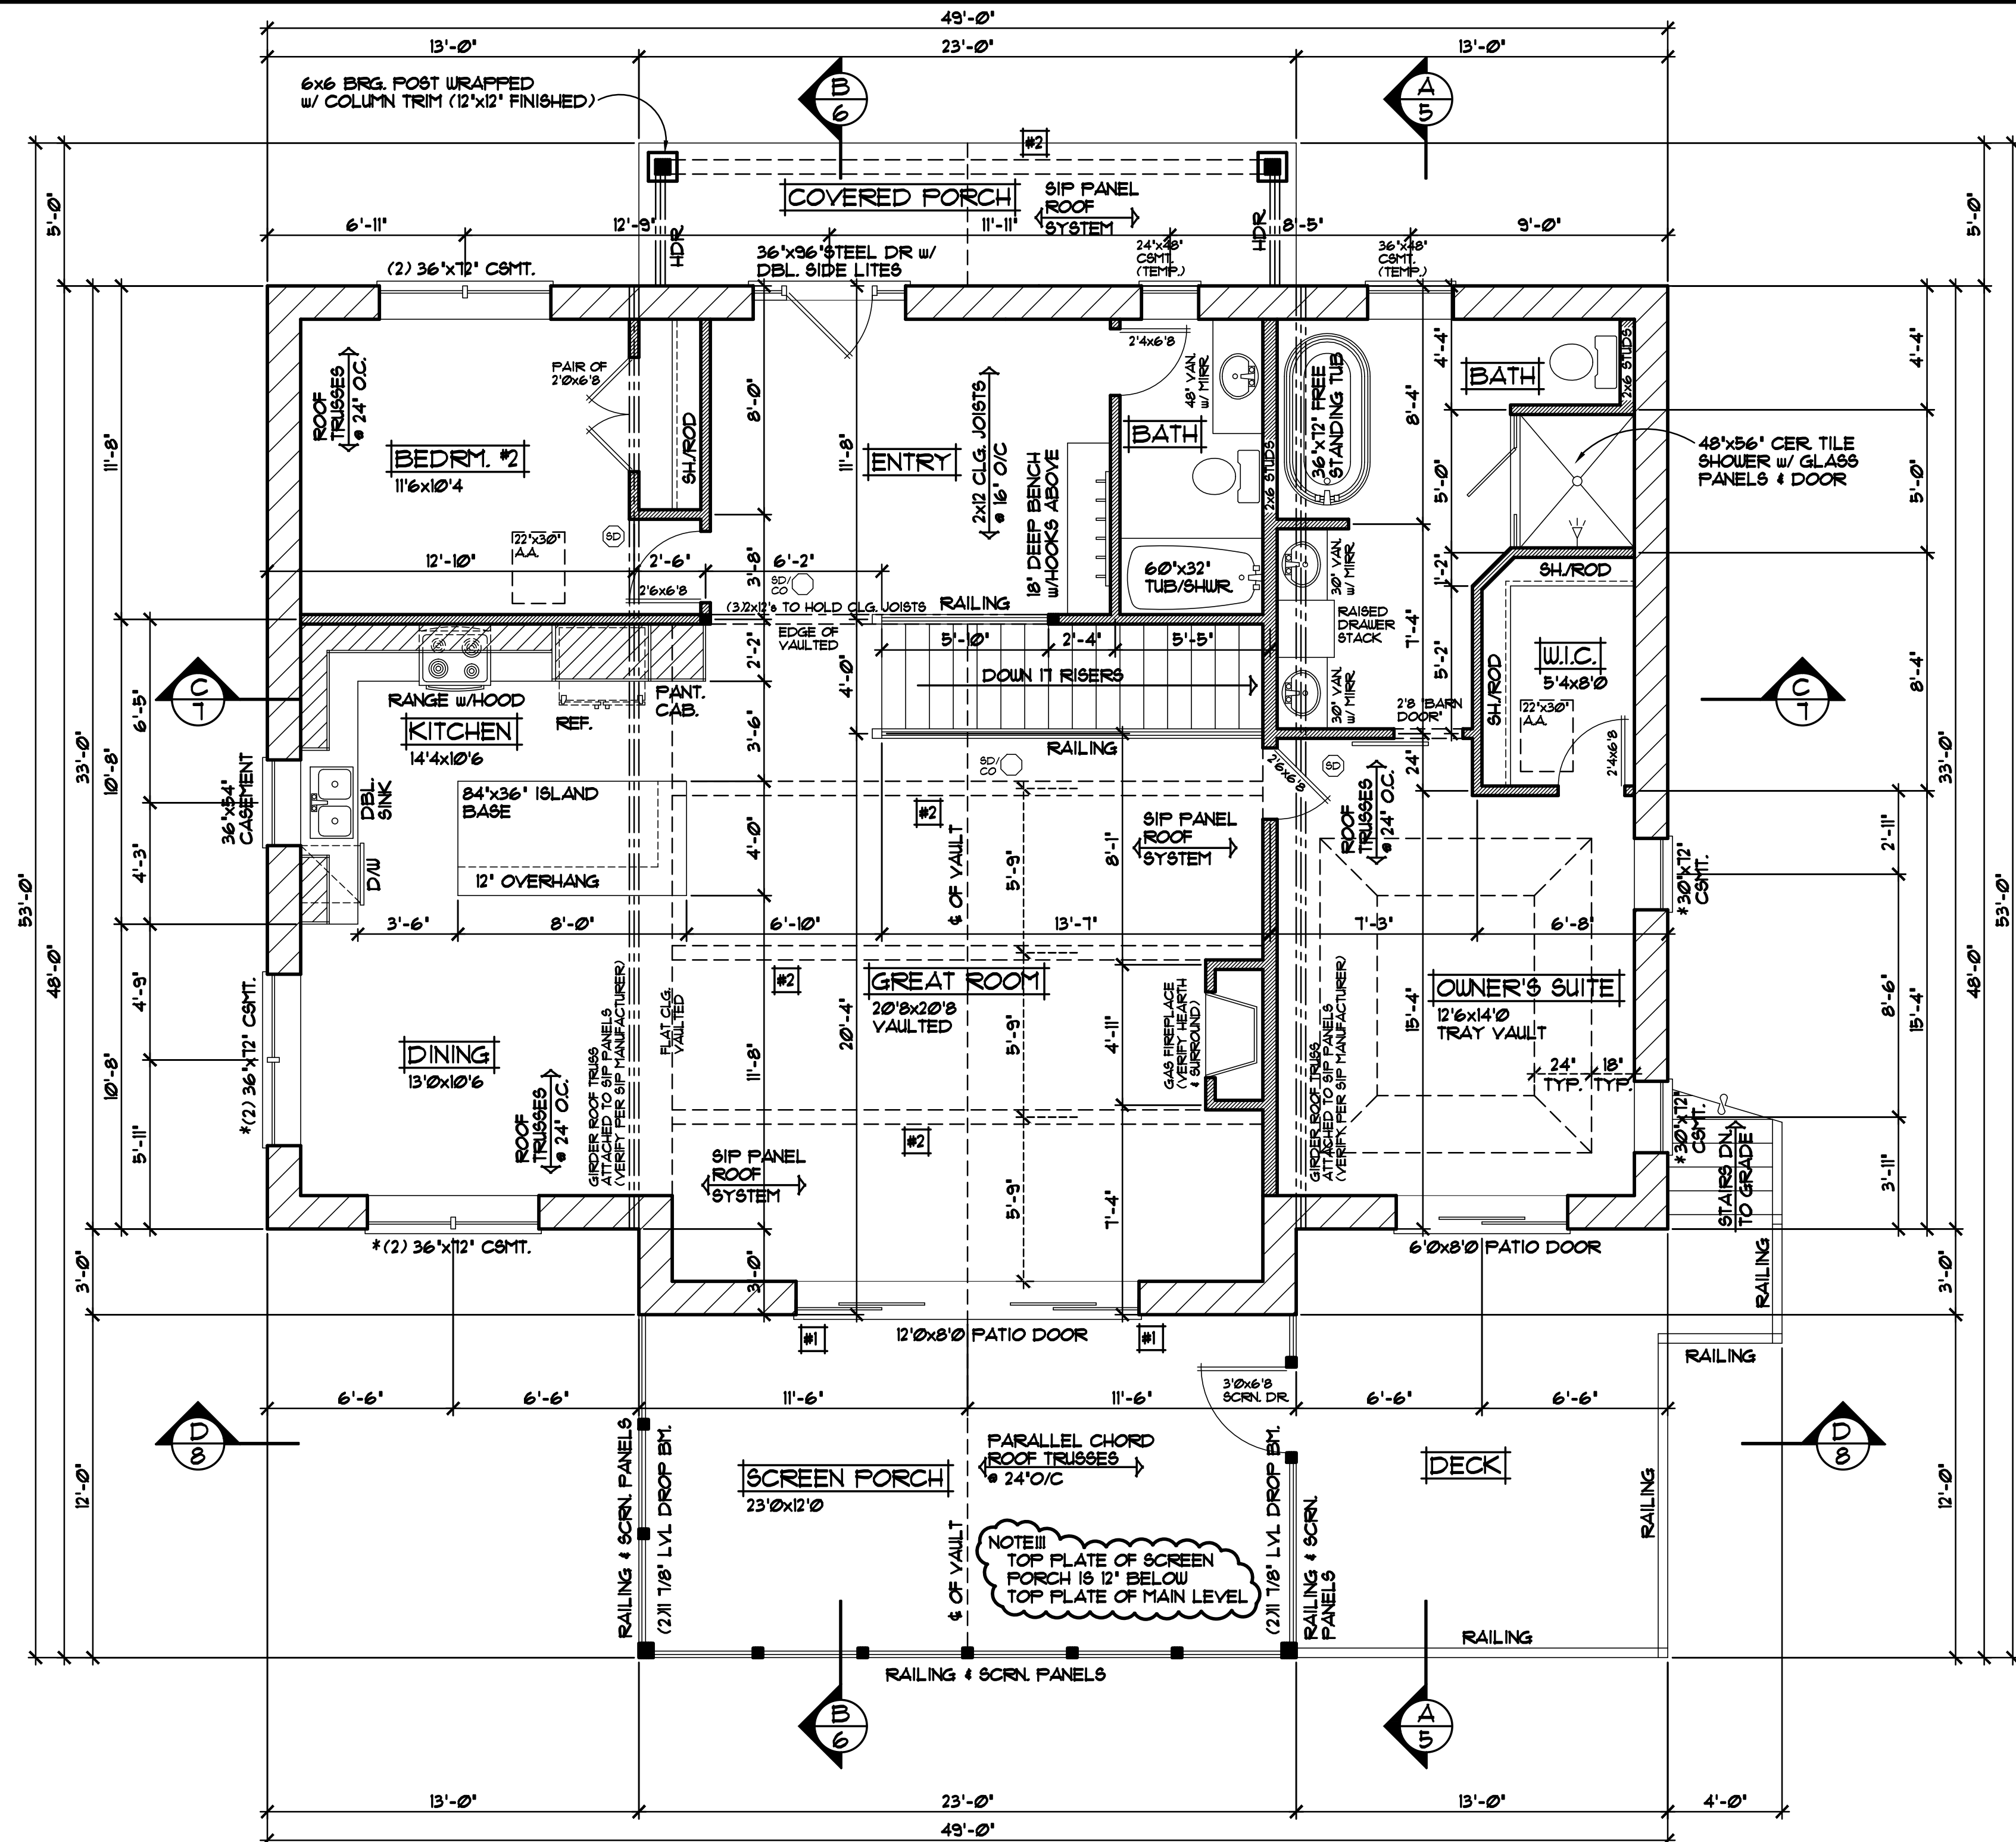 49'-0"
13'-0" 23'-0" 13'-0"
6x6 BRG. POST WRAPPED
w/ COLUMN TRIM (12"x12" FINISHED)
B
6
A
5
#2
COVERED PORCH
SIP PANEL
ROOF
SYSTEM
HDR
HDR
5'-0"
5'-0"
6'-11" 12'-9" 11'-11" 8'-5" 9'-0"
(2) 36"x72" CSMT.
36"x96" STEEL DR w/
DBL. SIDE LITES
24"x48"
CSMT.
(TEMP.)
36"x48"
CSMT.
(TEMP.)
ROOF
TRUSSES
@ 24" O.C.
PAIR OF
2'0x6'8
BEDRM. #2
11'6x10'4
SH./ROD
22"x30"
A.A.
SD
12'-10" 2'-6" 6'-2"
2'6x6'8
8'-0"
11'-8"
3'-8"
ENTRY
2x12 CLG. JOISTS
@ 16" O/C
18" DEEP BENCH
w/HOOKS ABOVE
SD/
CO
(3)2x12's TO HOLD CLG. JOISTS
RAILING
EDGE OF
VAULTED
2'4x6'8
48" VAN.
w/ MIRR.
BATH
2x6 STUDS
60"x32"
TUB/SHWR
36"x72" FREE
STANDING TUB
8'-4"
4'-4"
BATH
2x6 STUDS
48"x56" CER. TILE
SHOWER w/ GLASS
PANELS & DOOR
5'-0"
1'-2"
SH./ROD
30" VAN.
w/ MIRR.
RAISED
DRAWER
STACK
30" VAN.
w/ MIRR.
7'-4"
5'-2"
W.I.C.
5'4x8'0
SH./ROD
22"x30"
A.A.
2'8 "BARN
DOOR"
2'4x6'8
24"
4'-4"
5'-0"
8'-4"
33'-0"
53'-0"
48'-0"
11'-8"
33'-0"
10'-8"
6'-5"
53'-0"
48'-0"
C
7
C
7
RANGE w/HOOD
KITCHEN
14'4x10'6
REF.
PANT.
CAB.
2'-2"
3'-6"
4'-0"
4'-0"
5'-10" 2'-4" 5'-5"
DOWN 17 RISERS
RAILING
SD/
CO
2'6x6'8
SD
36"x54"
CASEMENT
DBL.
SINK
D/W
84"x36" ISLAND
BASE
12" OVERHANG
4'-3"
#2
℄ OF VAULT
5'-9"
8'-1"
SIP PANEL
ROOF
SYSTEM
ROOF
TRUSSES
@ 24" O.C.
2'-11"
*30"x72"
CSMT.
3'-6" 8'-0" 6'-10" 13'-7" 7'-3" 6'-8"
4'-9"
*(2) 36"x72" CSMT.
10'-8"
5'-11"
DINING
13'0x10'6
ROOF
TRUSSES
@ 24" O.C.
GIRDER ROOF TRUSS
ATTACHED TO SIP PANELS
(VERIFY PER SIP MANUFACTURER)
FLAT CLG.
VAULTED
#2
GREAT ROOM
20'8x20'8
VAULTED
11'-8"
20'-4"
5'-9"
4'-11"
GAS FIREPLACE
(VERIFY HEARTH
& SURROUND)
GIRDER ROOF TRUSS
ATTACHED TO SIP PANELS
(VERIFY PER SIP MANUFACTURER)
15'-4"
OWNER'S SUITE
12'6x14'0
TRAY VAULT
24" 18"
TYP. TYP.
8'-6"
15'-4"
*30"x72"
CSMT.
3'-11"
STAIRS DN.
TO GRADE
#2
SIP PANEL
ROOF
SYSTEM
5'-9"
7'-4"
*(2) 36"x72" CSMT.
6'0x8'0 PATIO DOOR
3'-0"
3'-0"
3'-0"
RAILING
#1
12'0x8'0 PATIO DOOR
#1
RAILING
3'0x6'8
SCRN. DR.
6'-6" 6'-6" 11'-6" 11'-6" 6'-6" 6'-6"
D
8
D
8
12'-0"
12'-0"
RAILING & SCRN. PANELS
(2)11 7/8" LVL DROP BM.
SCREEN PORCH
23'0x12'0
PARALLEL CHORD
ROOF TRUSSES
@ 24"O/C
℄ OF VAULT
NOTE!!!
TOP PLATE OF SCREEN
PORCH IS 12" BELOW
TOP PLATE OF MAIN LEVEL
(2)11 7/8" LVL DROP BM.
RAILING & SCRN.
PANELS
DECK
RAILING
RAILING
RAILING & SCRN. PANELS
B
6
A
5
13'-0" 23'-0" 13'-0" 4'-0"
49'-0"